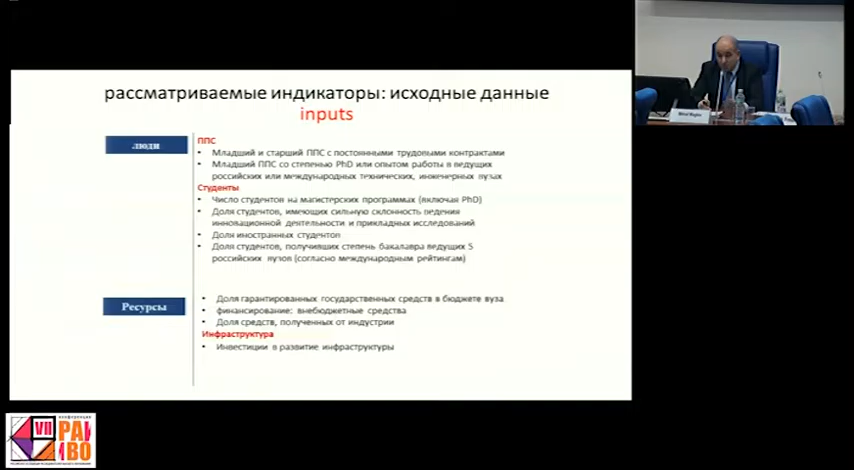 рассматриваемые индикаторы: исходные данные
inputs
люди
ППС
• Младший и старший ППС с постоянными трудовыми контрактами
• Младший ППС со степенью PhD или опытом работы в ведущих
российских или международных технических, инженерных вузах
Студенты
• Число студентов на магистерских программах (включая PhD)
• Доля студентов, имеющих сильную склонность ведения
инновационной деятельности и прикладных исследований
• Доля иностранных студентов
• Доля студентов, получивших степень бакалавра ведущих 5
российских вузов (согласно международным рейтингам)
Ресурсы
• Доля гарантированных государственных средств в бюджете вуза
• финансирование: внебюджетные средства
• Доля средств, полученных от индустрии
Инфраструктура
• Инвестиции в развитие инфраструктуры
конференция
VII